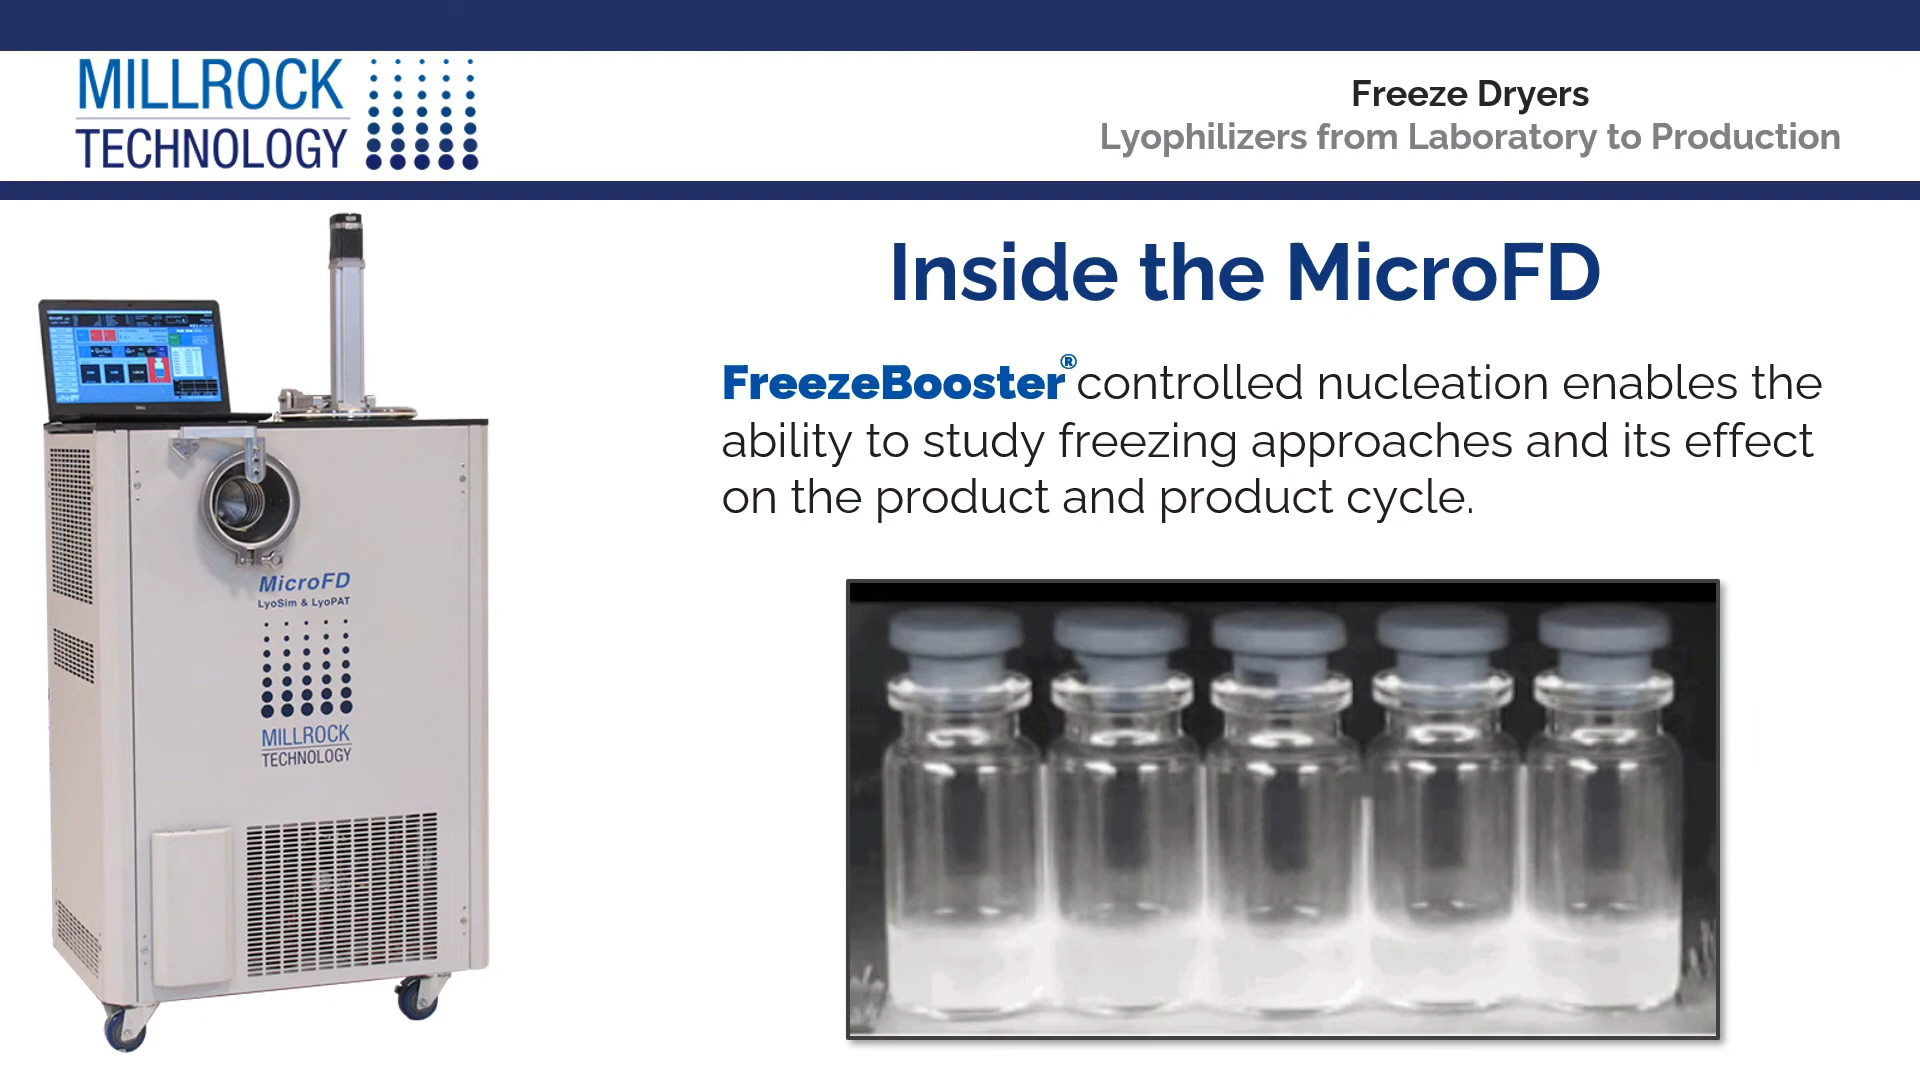 MILLROCK
TECHNOLOGY
Freeze Dryers
Lyophilizers from Laboratory to Production
Inside the MicroFD
FreezeBooster® controlled nucleation enables the
ability to study freezing approaches and its effect
on the product and product cycle.
MicroFD
LyoSim & LyoPAT
MILLROCK
TECHNOLOGY